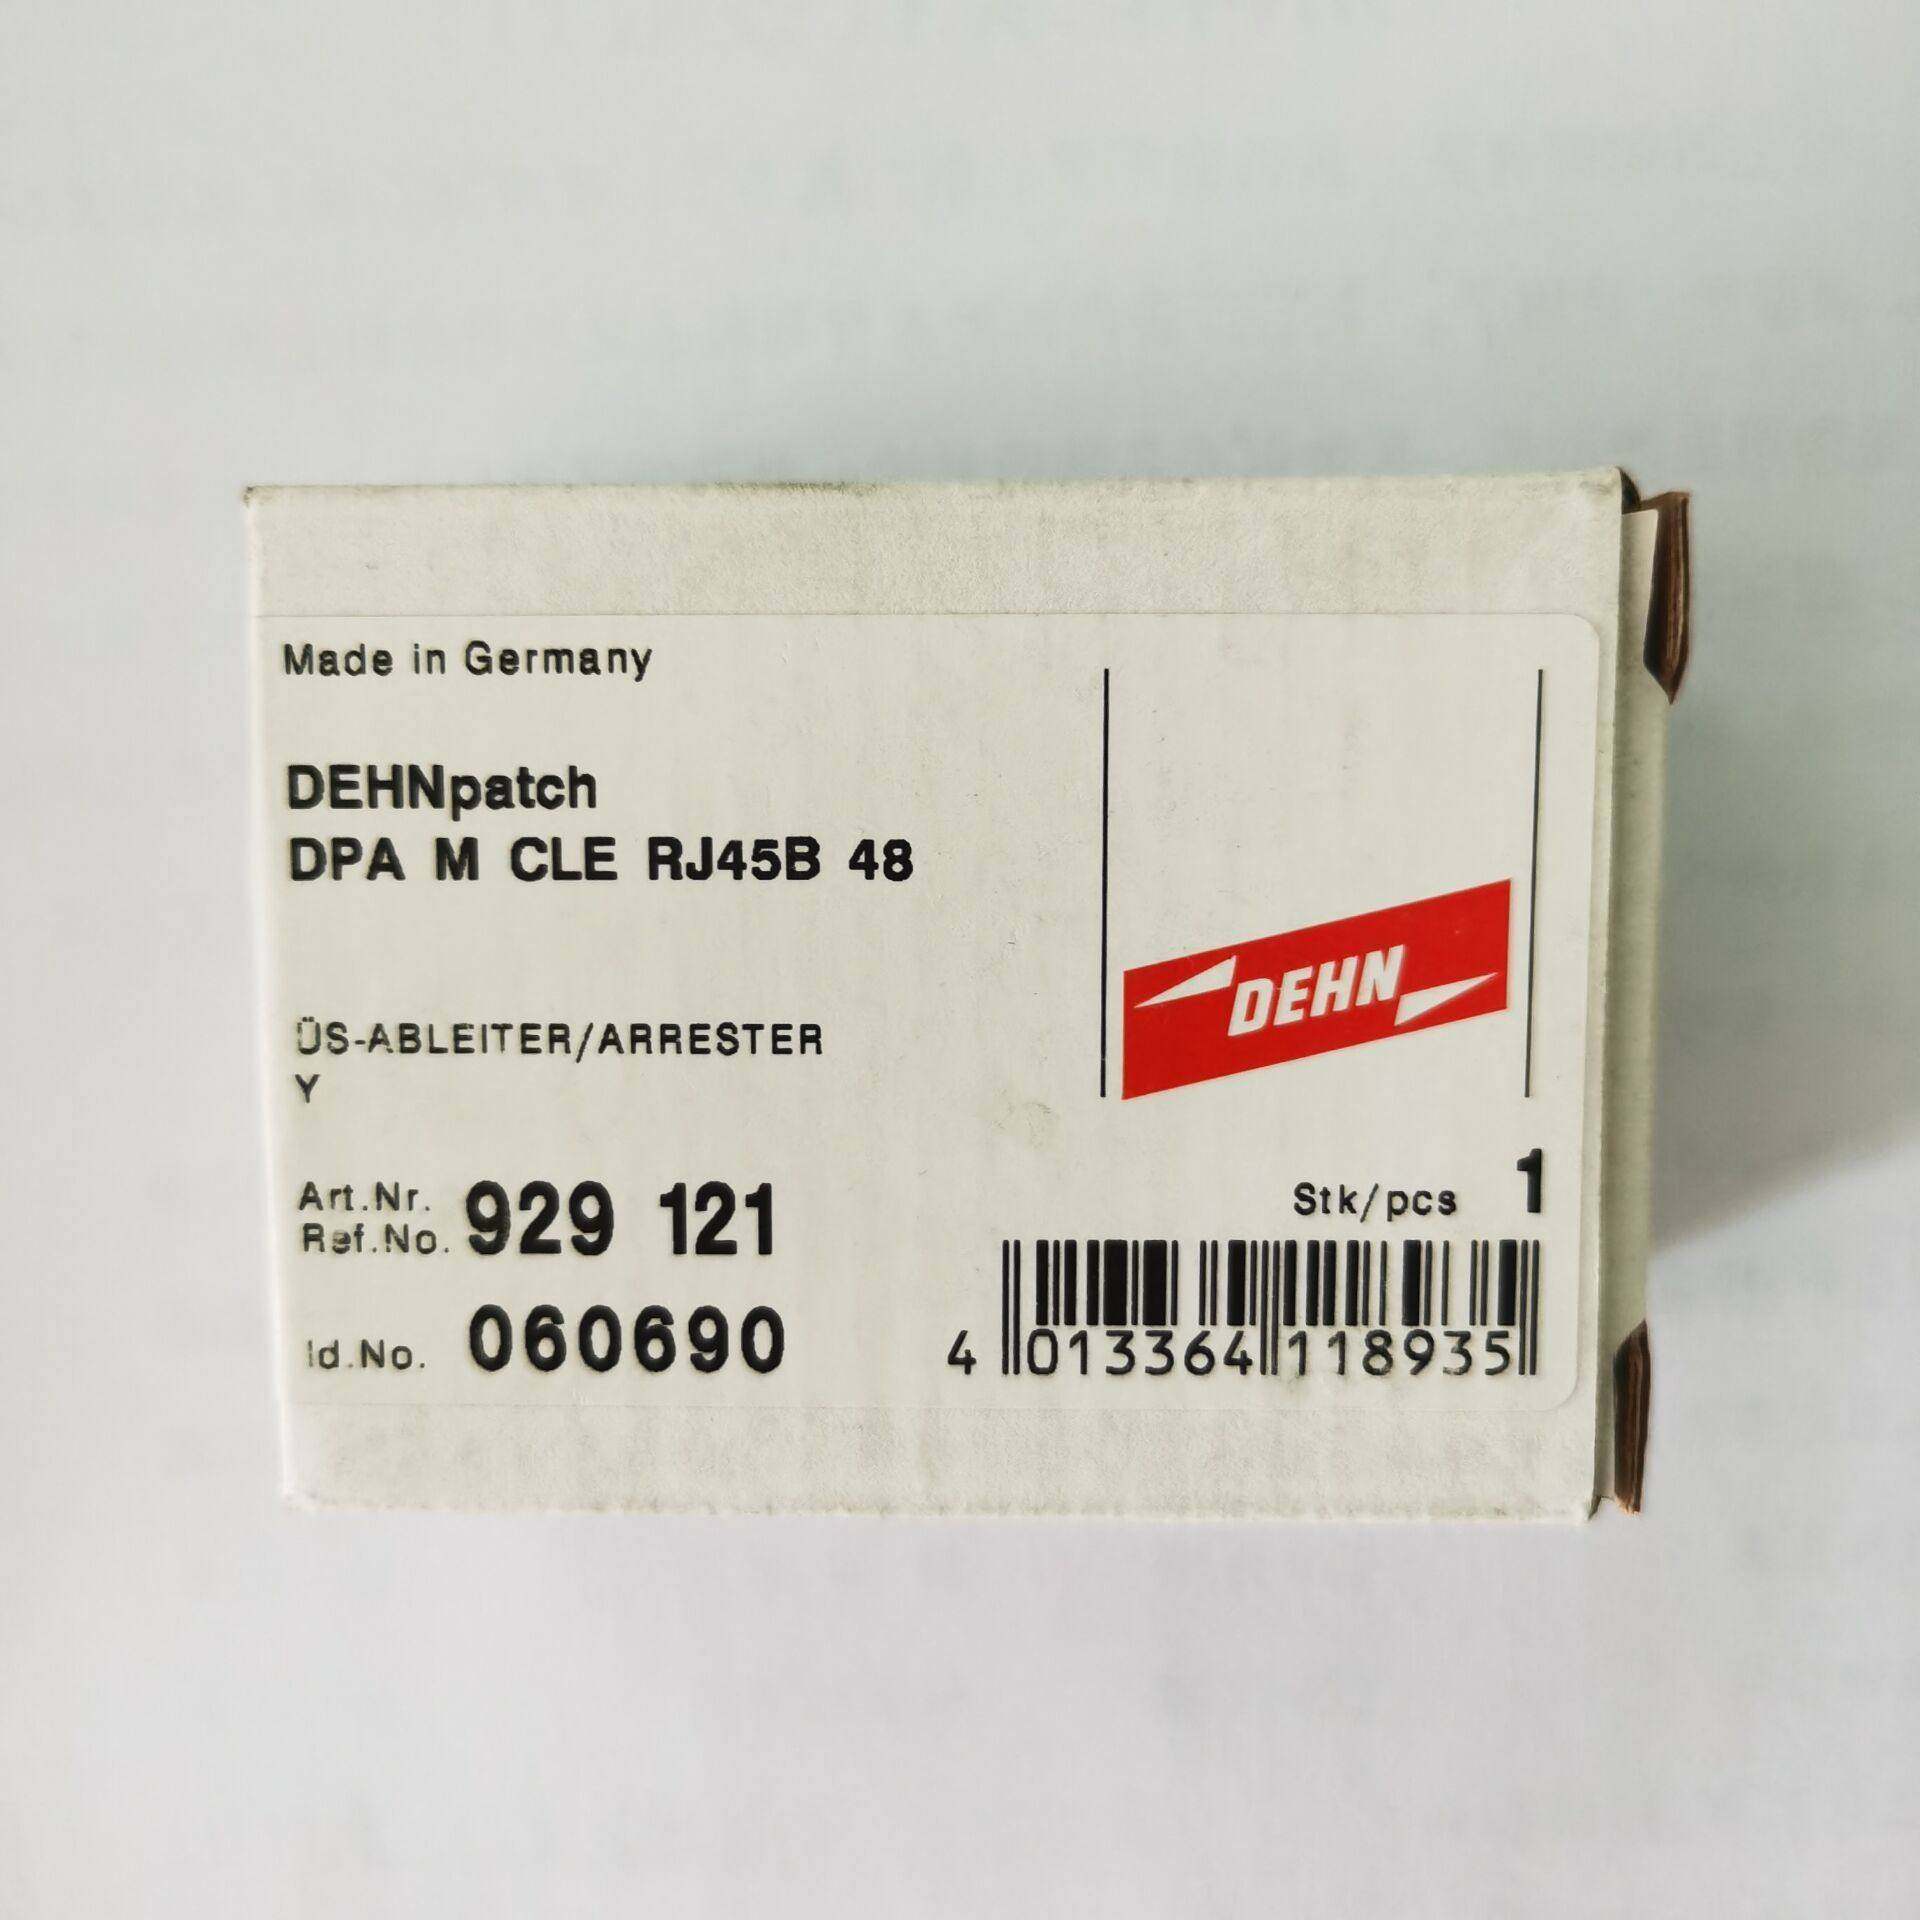 Made in Germany
DEHNpatch
DPA M CLE RJ45B 48
DEHN
ÜS-ABLEITER/ARRESTER
Y
Art.Nr.
Ref.No. 929 121
Stk/pcs 1
Id.No. 060690
4 013364 118935